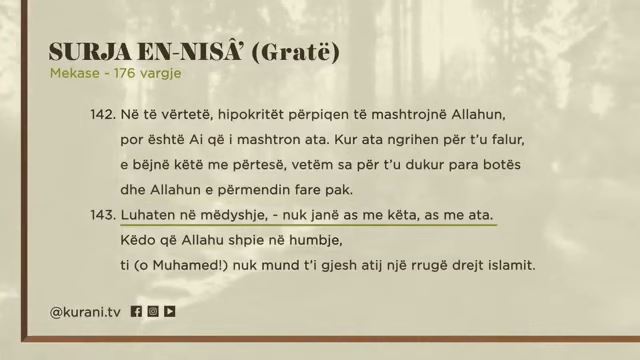 SURJA EN-NISÂ’ (Gratë)
Mekase - 176 vargje
142. Në të vërtetë, hipokritët përpiqen të mashtrojnë Allahun,
por është Ai që i mashtron ata. Kur ata ngrihen për t’u falur,
e bëjnë këtë me përtesë, vetëm sa për t’u dukur para botës
dhe Allahun e përmendin fare pak.
143. Luhaten në mëdyshje, - nuk janë as me këta, as me ata.
Këdo që Allahu shpie në humbje,
ti (o Muhamed!) nuk mund t’i gjesh atij një rrugë drejt islamit.
@kurani.tv